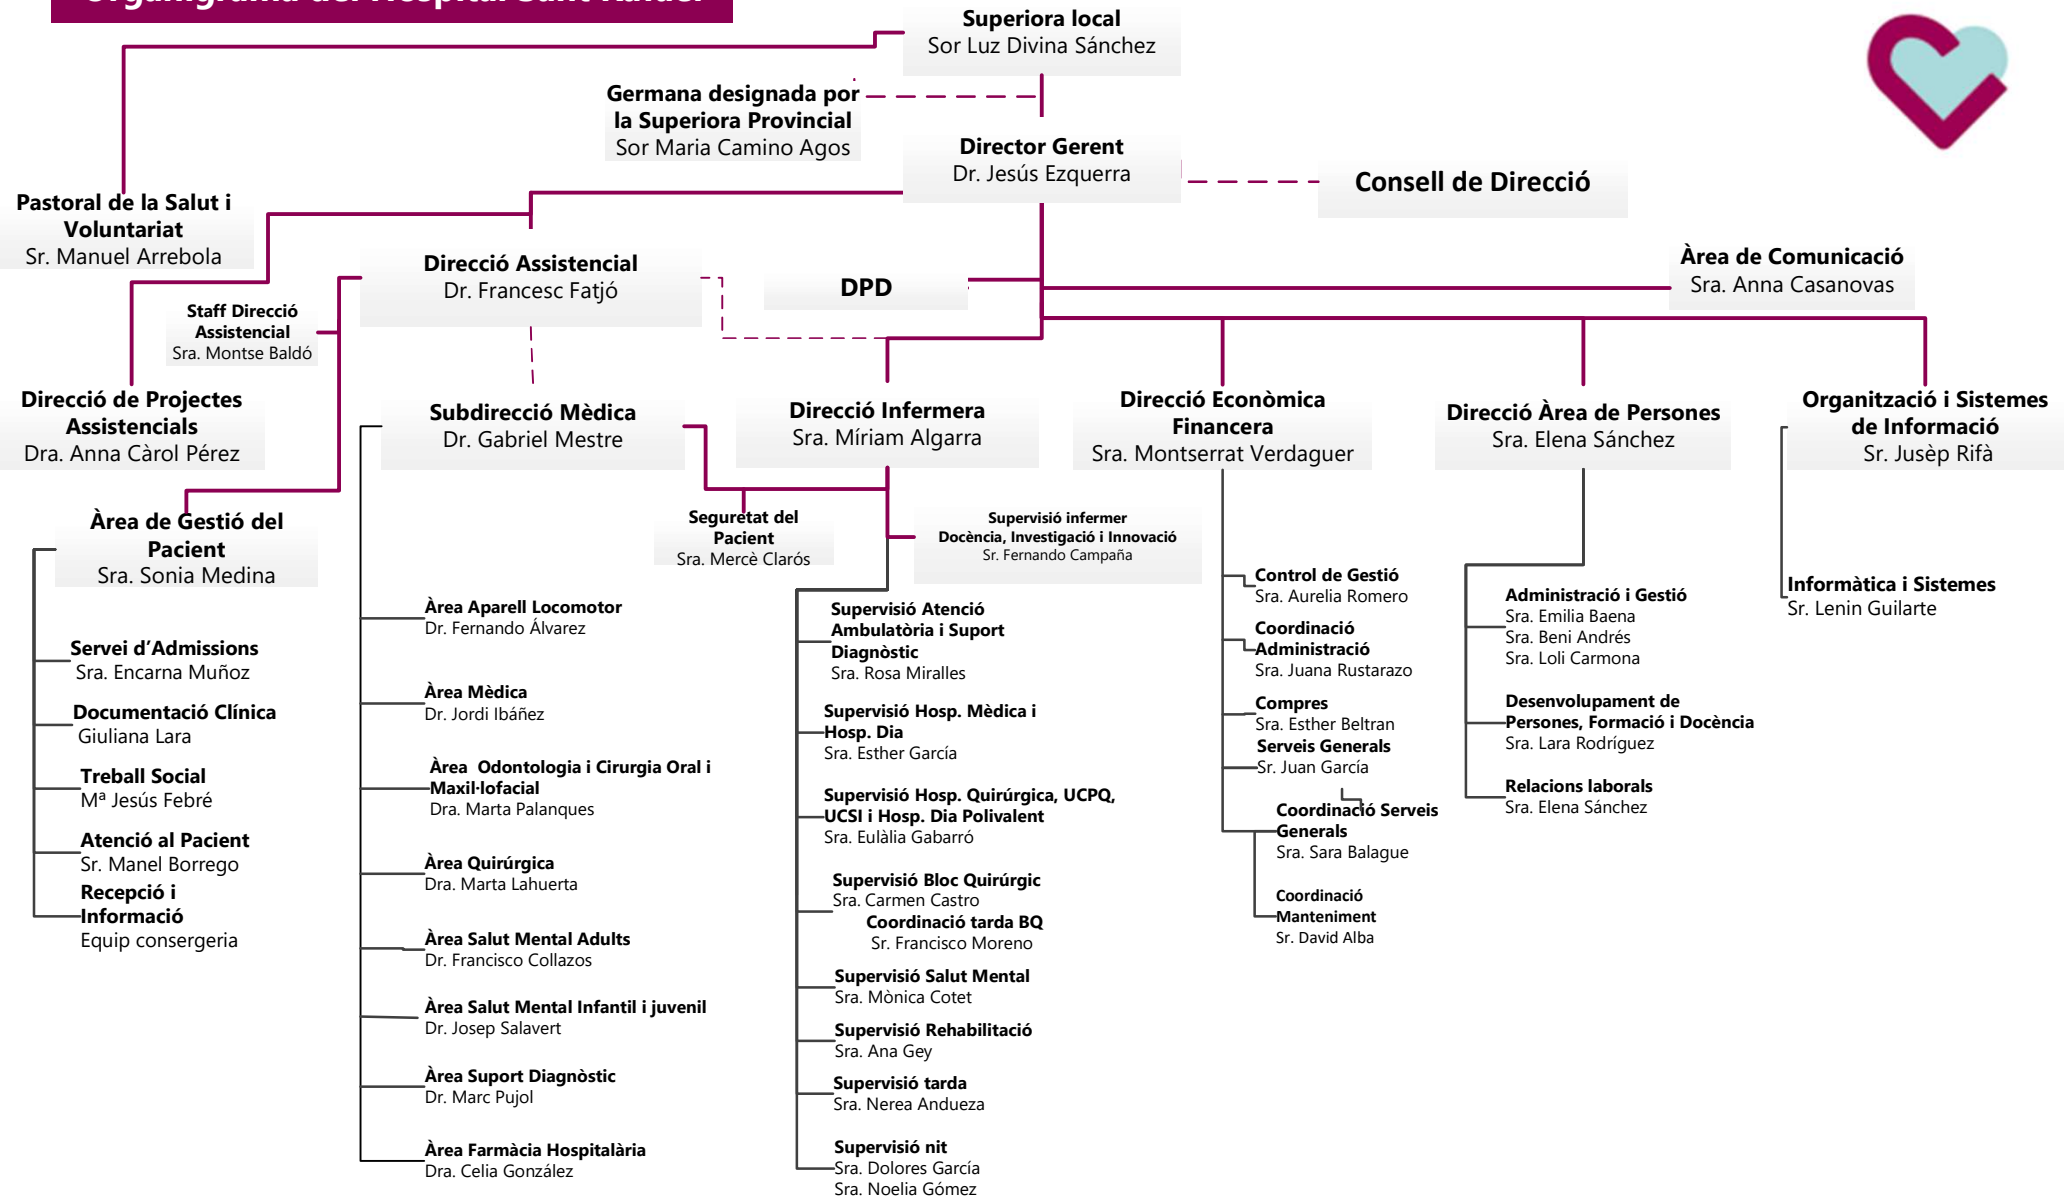 Organigrama del Hospital Sant Rafael
Superiora local
Sor Luz Divina Sánchez
Germana designada por
la Superiora Provincial
Sor Maria Camino Agos
Director Gerent
Dr. Jesús Ezquerra
Consell de Direcció
Pastoral de la Salut i
Voluntariat
Sr. Manuel Arrebola
Direcció Assistencial
Dr. Francesc Fatjó
DPD
Àrea de Comunicació
Sra. Anna Casanovas
Staff Direcció
Assistencial
Sra. Montse Baldó
Direcció de Projectes
Assistencials
Dra. Anna Càrol Pérez
Subdirecció Mèdica
Dr. Gabriel Mestre
Direcció Infermera
Sra. Míriam Algarra
Direcció Econòmica
Financera
Sra. Montserrat Verdaguer
Direcció Àrea de Persones
Sra. Elena Sánchez
Organització i Sistemes
de Informació
Sr. Jusèp Rifà
Àrea de Gestió del
Pacient
Sra. Sonia Medina
Seguretat del
Pacient
Sra. Mercè Clarós
Supervisió infermer
Docència, Investigació i Innovació
Sr. Fernando Campaña
Servei d’Admissions
Sra. Encarna Muñoz
Documentació Clínica
Giuliana Lara
Treball Social
Mª Jesús Febré
Atenció al Pacient
Sr. Manel Borrego
Recepció i
Informació
Equip consergeria
Àrea Aparell Locomotor
Dr. Fernando Álvarez
Àrea Mèdica
Dr. Jordi Ibáñez
Àrea  Odontologia i Cirurgia Oral i
Maxil·lofacial
Dra. Marta Palanques
Àrea Quirúrgica
Dra. Marta Lahuerta
Àrea Salut Mental Adults
Dr. Francisco Collazos
Àrea Salut Mental Infantil i juvenil
Dr. Josep Salavert
Àrea Suport Diagnòstic
Dr. Marc Pujol
Àrea Farmàcia Hospitalària
Dra. Celia González
Supervisió Atenció
Ambulatòria i Suport
Diagnòstic
Sra. Rosa Miralles
Supervisió Hosp. Mèdica i
Hosp. Dia
Sra. Esther García
Supervisió Hosp. Quirúrgica, UCPQ,
UCSI i Hosp. Dia Polivalent
Sra. Eulàlia Gabarró
Supervisió Bloc Quirúrgic
Sra. Carmen Castro
Coordinació tarda BQ
Sr. Francisco Moreno
Supervisió Salut Mental
Sra. Mònica Cotet
Supervisió Rehabilitació
Sra. Ana Gey
Supervisió tarda
Sra. Nerea Andueza
Supervisió nit
Sra. Dolores García
Sra. Noelia Gómez
Control de Gestió
Sra. Aurelia Romero
Coordinació
Administració
Sra. Juana Rustarazo
Compres
Sra. Esther Beltran
Serveis Generals
Sr. Juan García
Coordinació Serveis
Generals
Sra. Sara Balague
Coordinació
Manteniment
Sr. David Alba
Administració i Gestió
Sra. Emilia Baena
Sra. Beni Andrés
Sra. Loli Carmona
Desenvolupament de
Persones, Formació i Docència
Sra. Lara Rodríguez
Relacions laborals
Sra. Elena Sánchez
Informàtica i Sistemes
Sr. Lenin Guilarte